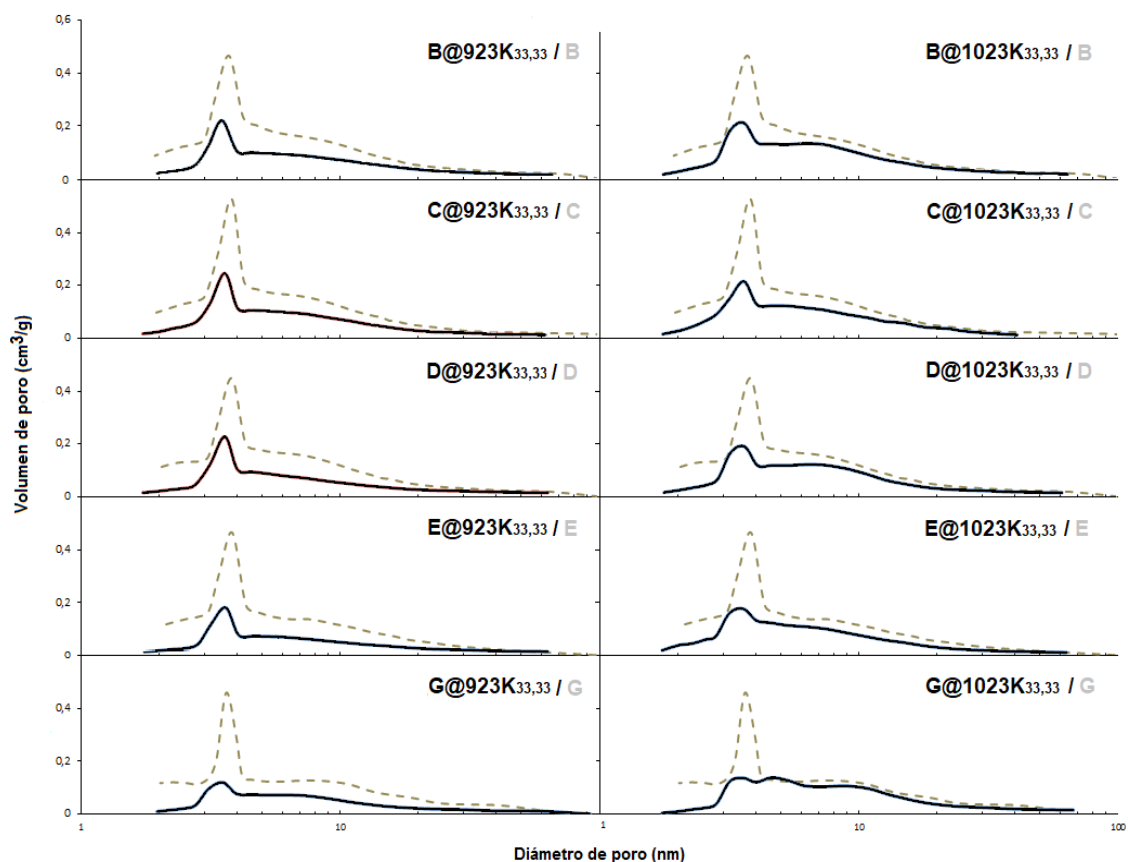 0,6
B@923K33,33 / B
B@1023K33,33 / B
0,4
0,2
0
C@923K33,33 / C
C@1023K33,33 / C
0,4
0,2
0
D@923K33,33 / D
D@1023K33,33 / D
0,4
0,2
0
E@923K33,33 / E
E@1023K33,33 / E
0,4
0,2
0
G@923K33,33 / G
G@1023K33,33 / G
0,4
0,2
0
Volumen de poro (cm³/g)
1 10 1 10 100
Diámetro de poro (nm)